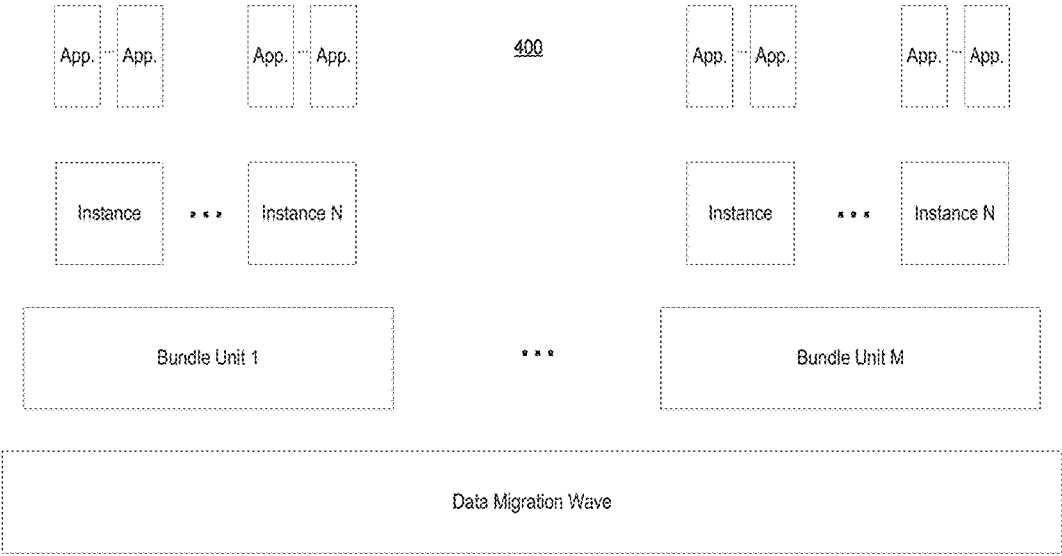 400
App. ... App. App. ... App. App. ... App. App. ... App.
Instance ... Instance N Instance ... Instance N
Bundle Unit 1 ... Bundle Unit M
Data Migration Wave